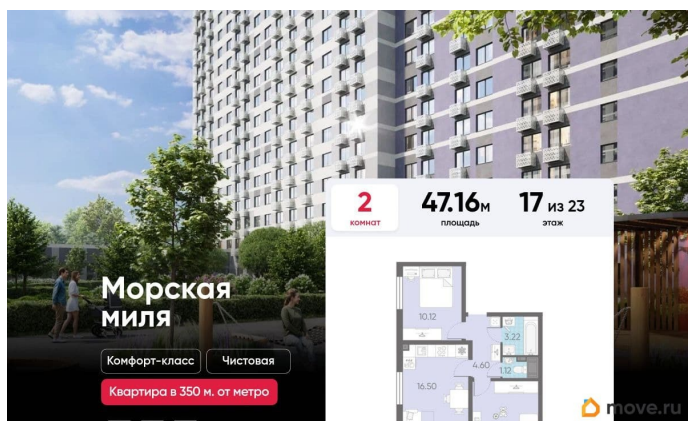 2
комнат
47.16м
площадь
17 из 23
этаж
Морская
миля
Комфорт-класс
Чистовая
Квартира в 350 м. от метро
10.12
3.22
4.60
1.12
16.50
move.ru